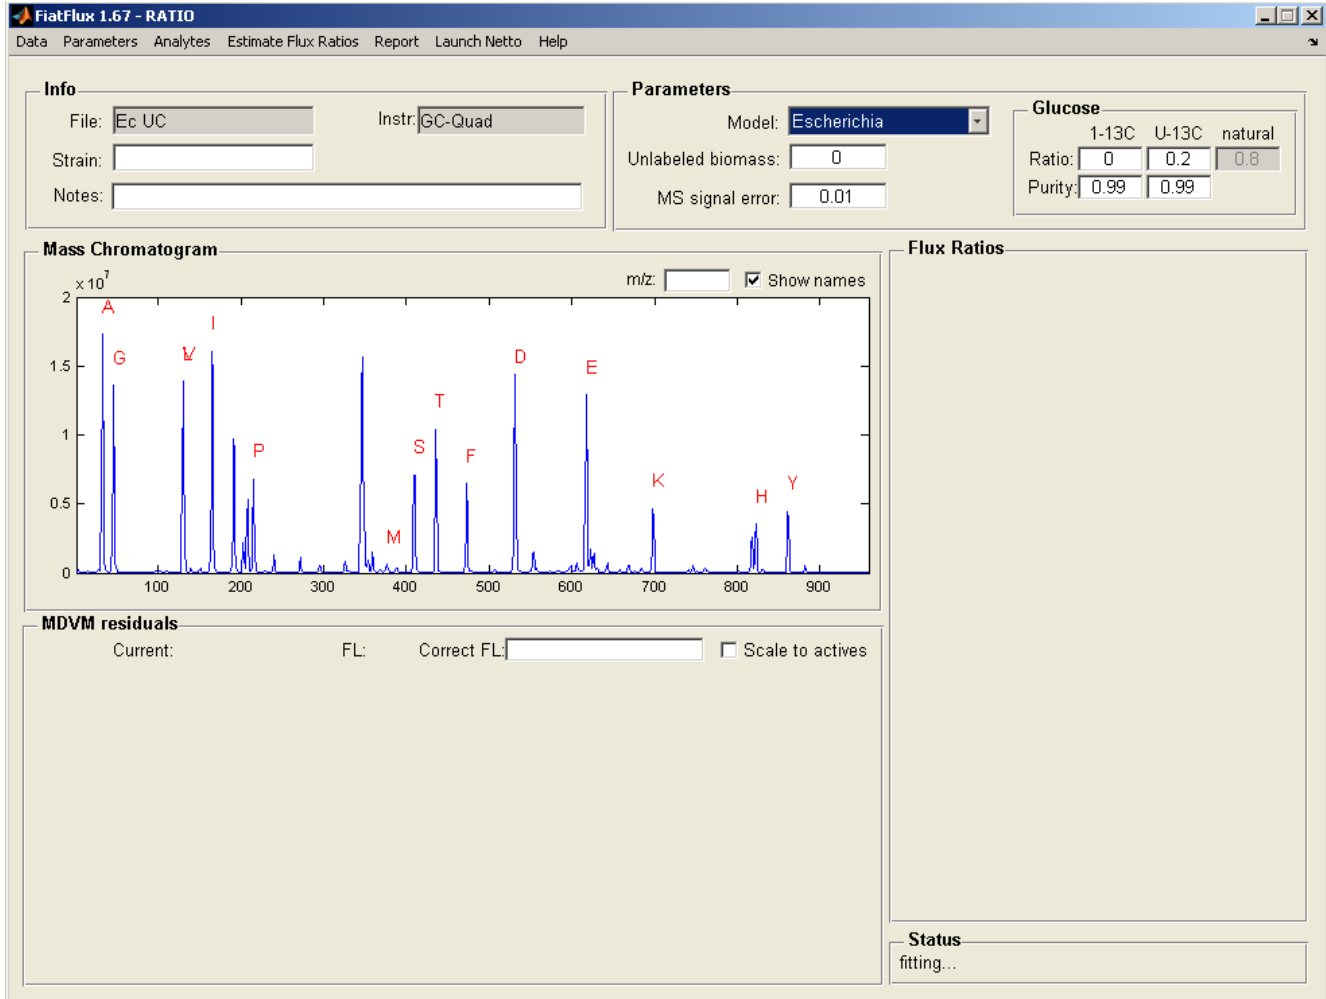 FiatFlux 1.67 - RATIO
Data Parameters Analytes Estimate Flux Ratios Report Launch Netto Help
Info
File: Ec UC Instr: GC-Quad
Strain:
Notes:
Parameters
Model: Escherichia
Unlabeled biomass: 0
MS signal error: 0.01
Glucose
1-13C U-13C natural
Ratio: 0 0.2 0.8
Purity: 0.99 0.99
Mass Chromatogram
m/z: Show names
x 10^7
2
1.5
1
0.5
0
A
G
L V
I
P
M
S
T
F
D
E
K
H
Y
100 200 300 400 500 600 700 800 900
MDVM residuals
Current: FL: Correct FL: Scale to actives
Flux Ratios
Status
fitting...